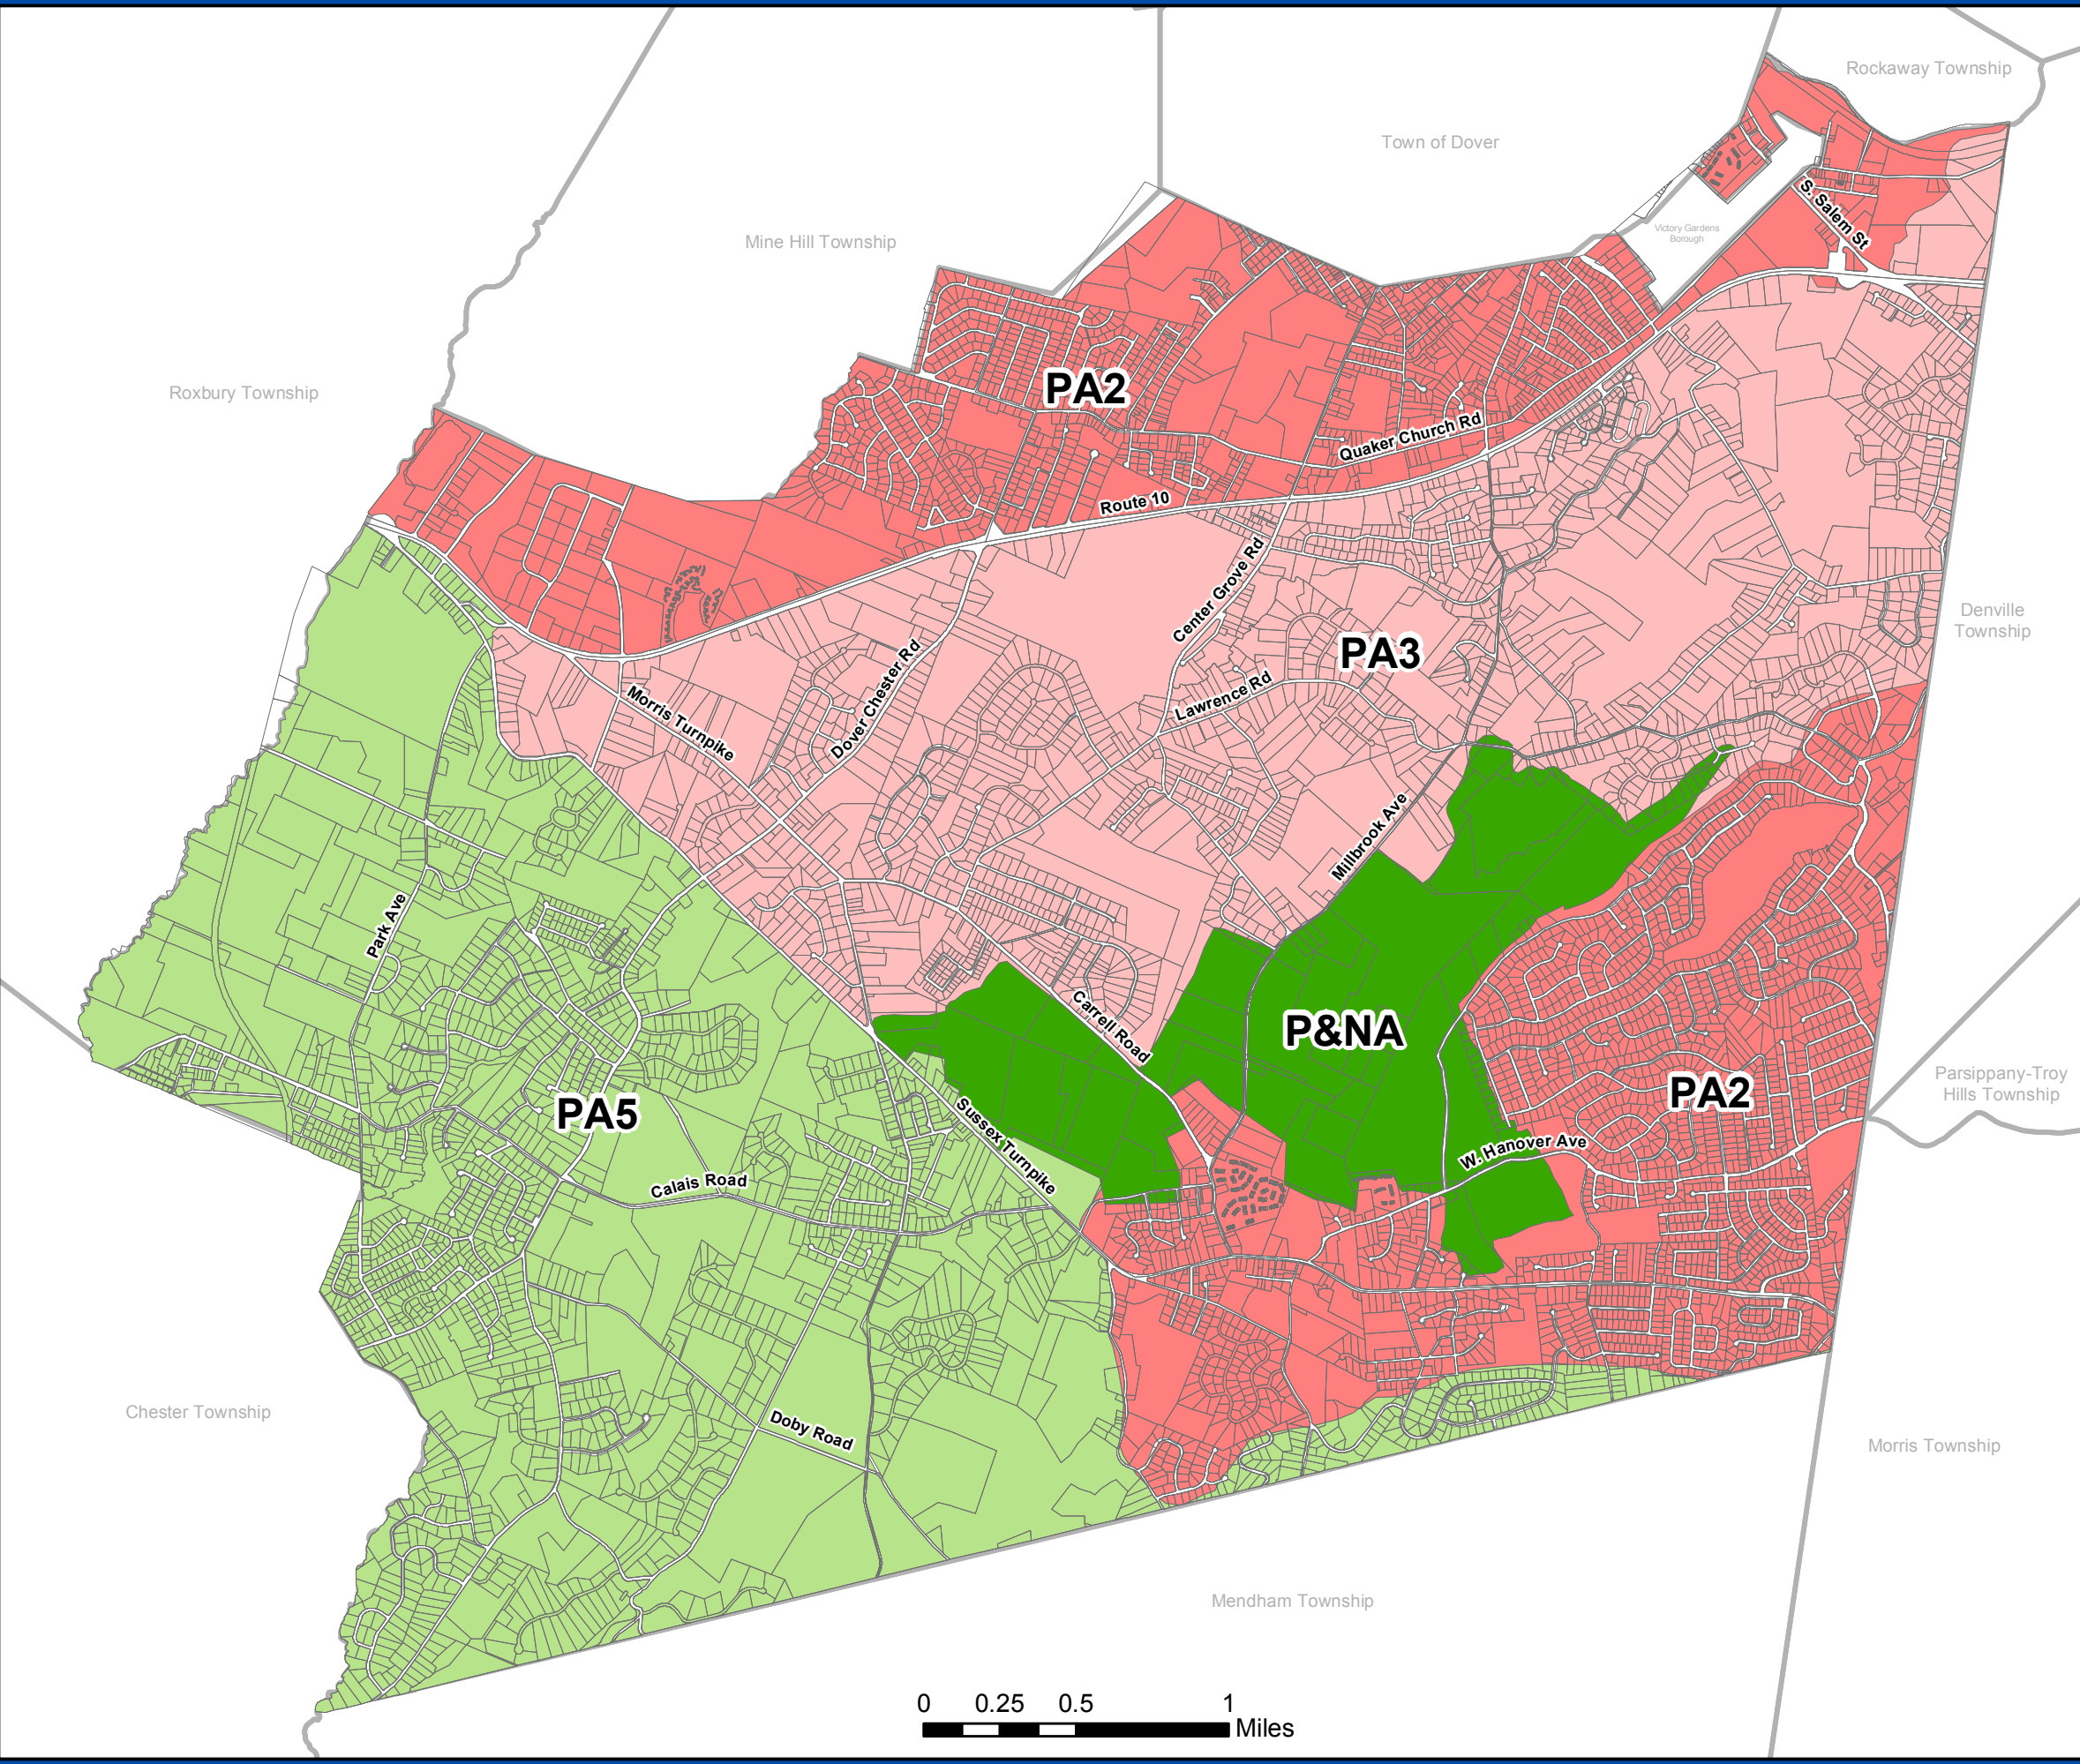 Rockaway Township
Town of Dover
S. Salem St
Victory Gardens
Borough
Mine Hill Township
Roxbury Township
PA2
Quaker Church Rd
Route 10
Center Grove Rd
Denville
Township
PA3
Dover Chester Rd
Morris Turnpike
Lawrence Rd
Millbrook Ave
Park Ave
Carrell Road
P&NA
PA2
Parsippany-Troy
Hills Township
PA5
Sussex Turnpike
W. Hanover Ave
Calais Road
Chester Township
Doby Road
Morris Township
Mendham Township
0 0.25 0.5 1
Miles